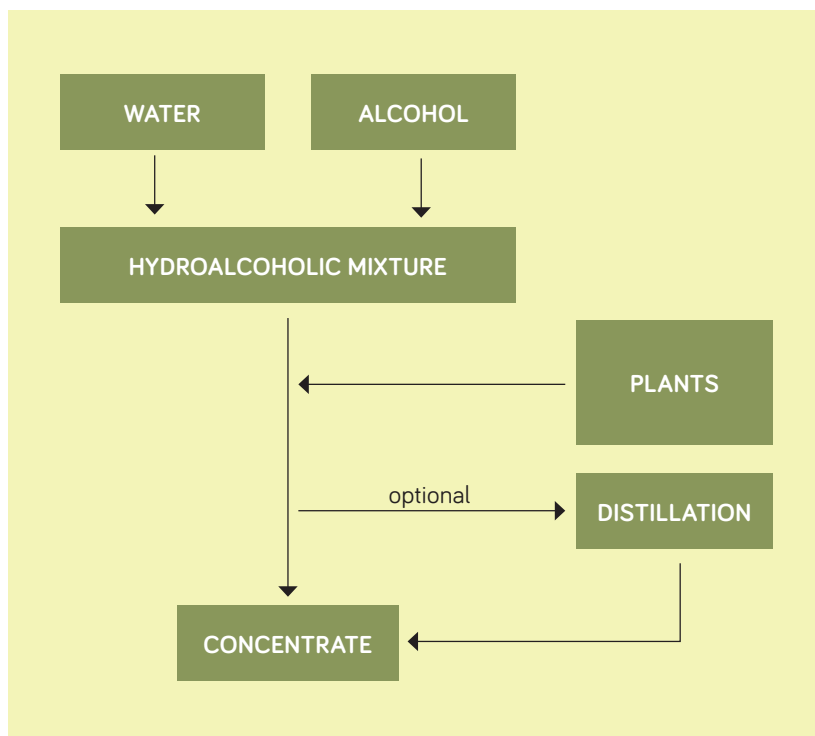 WATER
ALCOHOL
HYDROALCOHOLIC MIXTURE
PLANTS
optional
DISTILLATION
CONCENTRATE